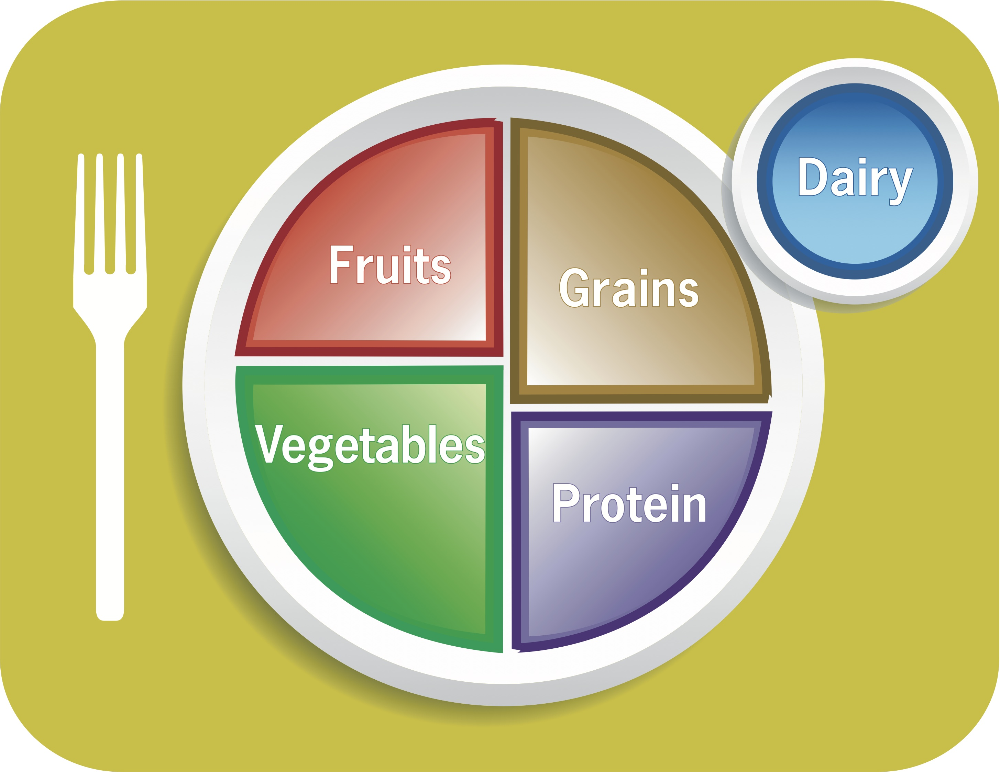 Fruits
Grains
Dairy
Vegetables
Protein